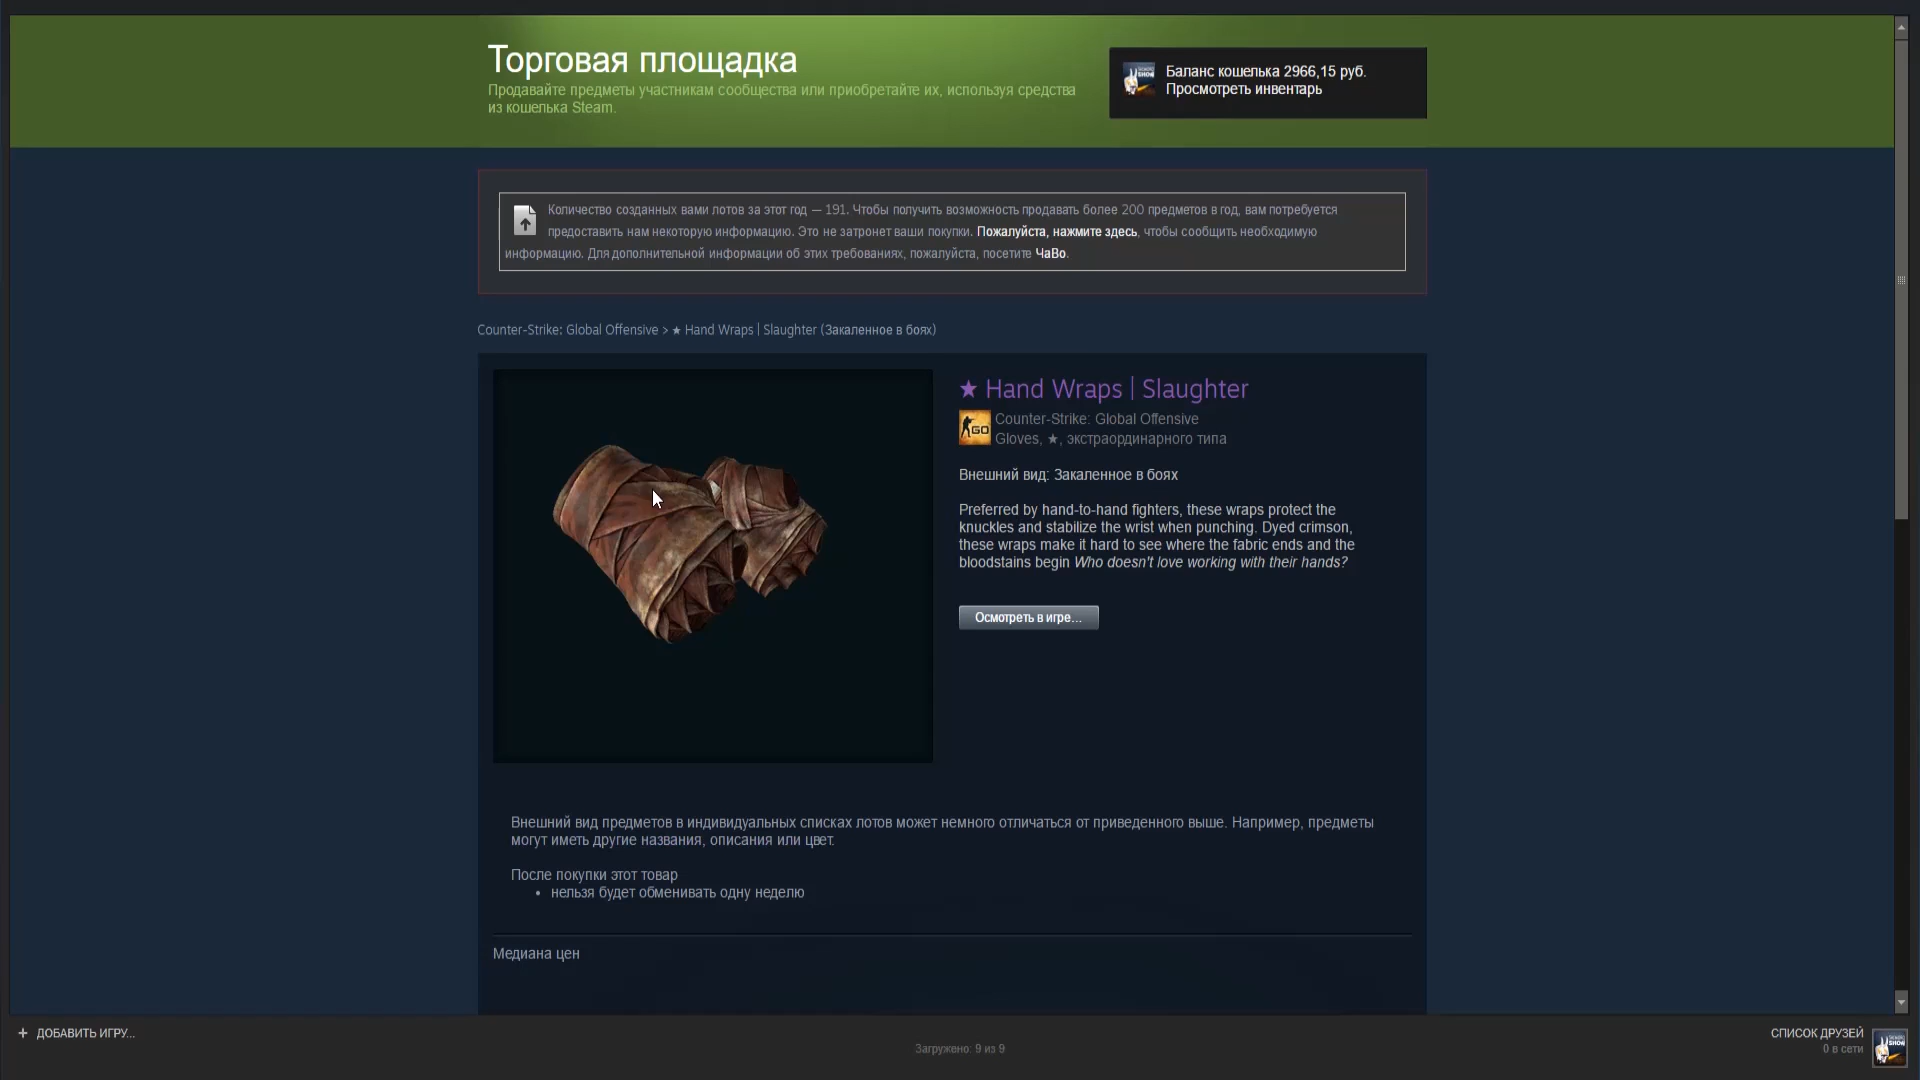 Торговая площадка
Продавайте предметы участникам сообщества или приобретайте их, используя средства
из кошелька Steam.
Баланс кошелька 2966,15 руб.
Просмотреть инвентарь
Количество созданных вами лотов за этот год — 191. Чтобы получить возможность продавать более 200 предметов в год, вам потребуется
предоставить нам некоторую информацию. Это не затронет ваши покупки. Пожалуйста, нажмите здесь, чтобы сообщить необходимую
информацию. Для дополнительной информации об этих требованиях, пожалуйста, посетите ЧаВо.
Counter-Strike: Global Offensive > ★ Hand Wraps | Slaughter (Закаленное в боях)
★ Hand Wraps | Slaughter
Counter-Strike: Global Offensive
Gloves, ★, экстраординарного типа
Внешний вид: Закаленное в боях
Preferred by hand-to-hand fighters, these wraps protect the
knuckles and stabilize the wrist when punching. Dyed crimson,
these wraps make it hard to see where the fabric ends and the
bloodstains begin Who doesn't love working with their hands?
Осмотреть в игре...
Внешний вид предметов в индивидуальных списках лотов может немного отличаться от приведенного выше. Например, предметы
могут иметь другие названия, описания или цвет.
После покупки этот товар
• нельзя будет обменивать одну неделю
Медиана цен
+ ДОБАВИТЬ ИГРУ...
Загружено: 9 из 9
СПИСОК ДРУЗЕЙ
0 в сети